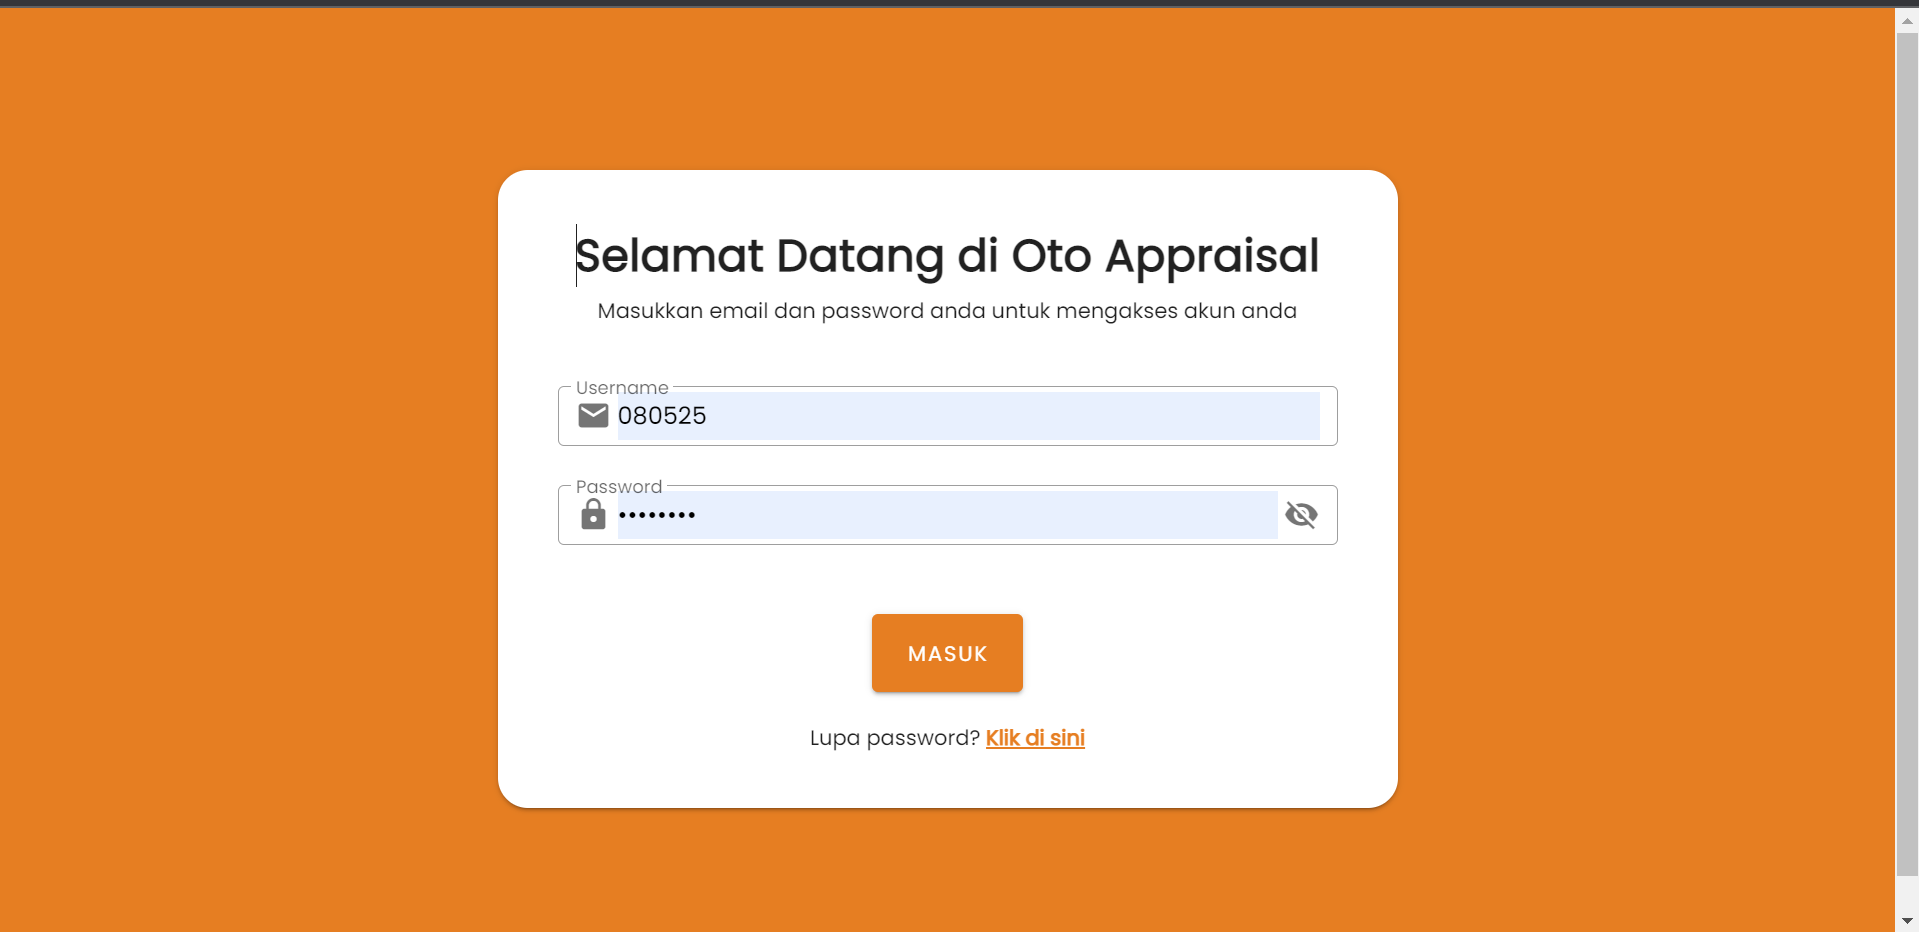 Selamat Datang di Oto Appraisal
Masukkan email dan password anda untuk mengakses akun anda
Username
080525
Password
••••••••
MASUK
Lupa password? Klik di sini